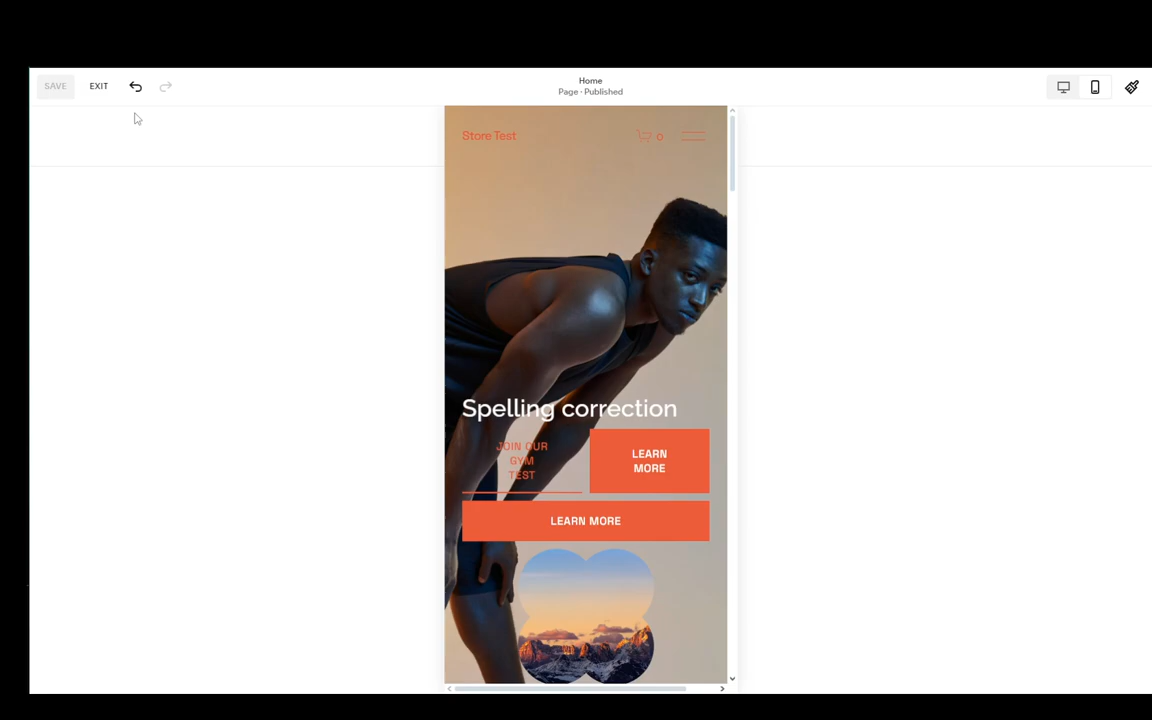 SAVE EXIT
Home
Page · Published
Store Test 0
Spelling correction
JOIN OUR
GYM
TEST
LEARN
MORE
LEARN MORE